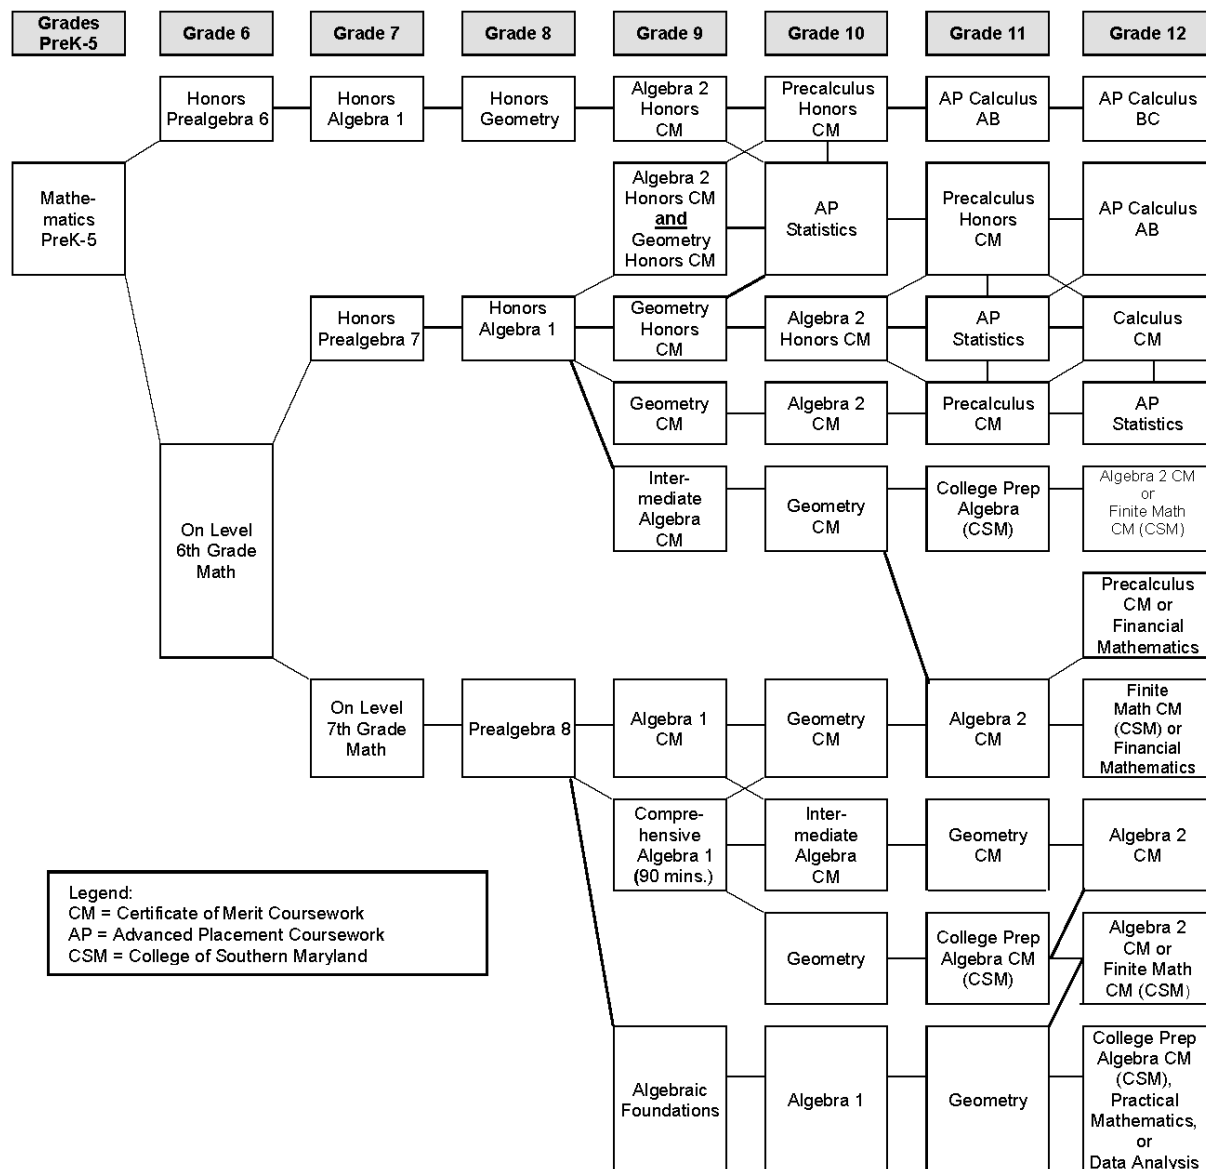 Grades
PreK-5
Grade 6
Grade 7
Grade 8
Grade 9
Grade 10
Grade 11
Grade 12
Honors
Prealgebra 6
Honors
Algebra 1
Honors
Geometry
Algebra 2
Honors
CM
Precalculus
Honors
CM
AP Calculus
AB
AP Calculus
BC
Mathe-
matics
PreK-5
Algebra 2
Honors CM
and
Geometry
Honors CM
AP
Statistics
Precalculus
Honors
CM
AP Calculus
AB
Honors
Prealgebra 7
Honors
Algebra 1
Geometry
Honors
CM
Algebra 2
Honors CM
AP
Statistics
Calculus
CM
Geometry
CM
Algebra 2
CM
Precalculus
CM
AP
Statistics
On Level
6th Grade
Math
Inter-
mediate
Algebra
CM
Geometry
CM
College Prep
Algebra
(CSM)
Algebra 2 CM
or
Finite Math
CM (CSM)
Precalculus
CM or
Financial
Mathematics
On Level
7th Grade
Math
Prealgebra 8
Algebra 1
CM
Geometry
CM
Algebra 2
CM
Finite
Math CM
(CSM) or
Financial
Mathematics
Compre-
hensive
Algebra 1
(90 mins.)
Inter-
mediate
Algebra
CM
Geometry
CM
Algebra 2
CM
Legend:
CM = Certificate of Merit Coursework
AP = Advanced Placement Coursework
CSM = College of Southern Maryland
Geometry
College Prep
Algebra CM
(CSM)
Algebra 2
CM or
Finite Math
CM (CSM)
Algebraic
Foundations
Algebra 1
Geometry
College Prep
Algebra CM
(CSM),
Practical
Mathematics,
or
Data Analysis